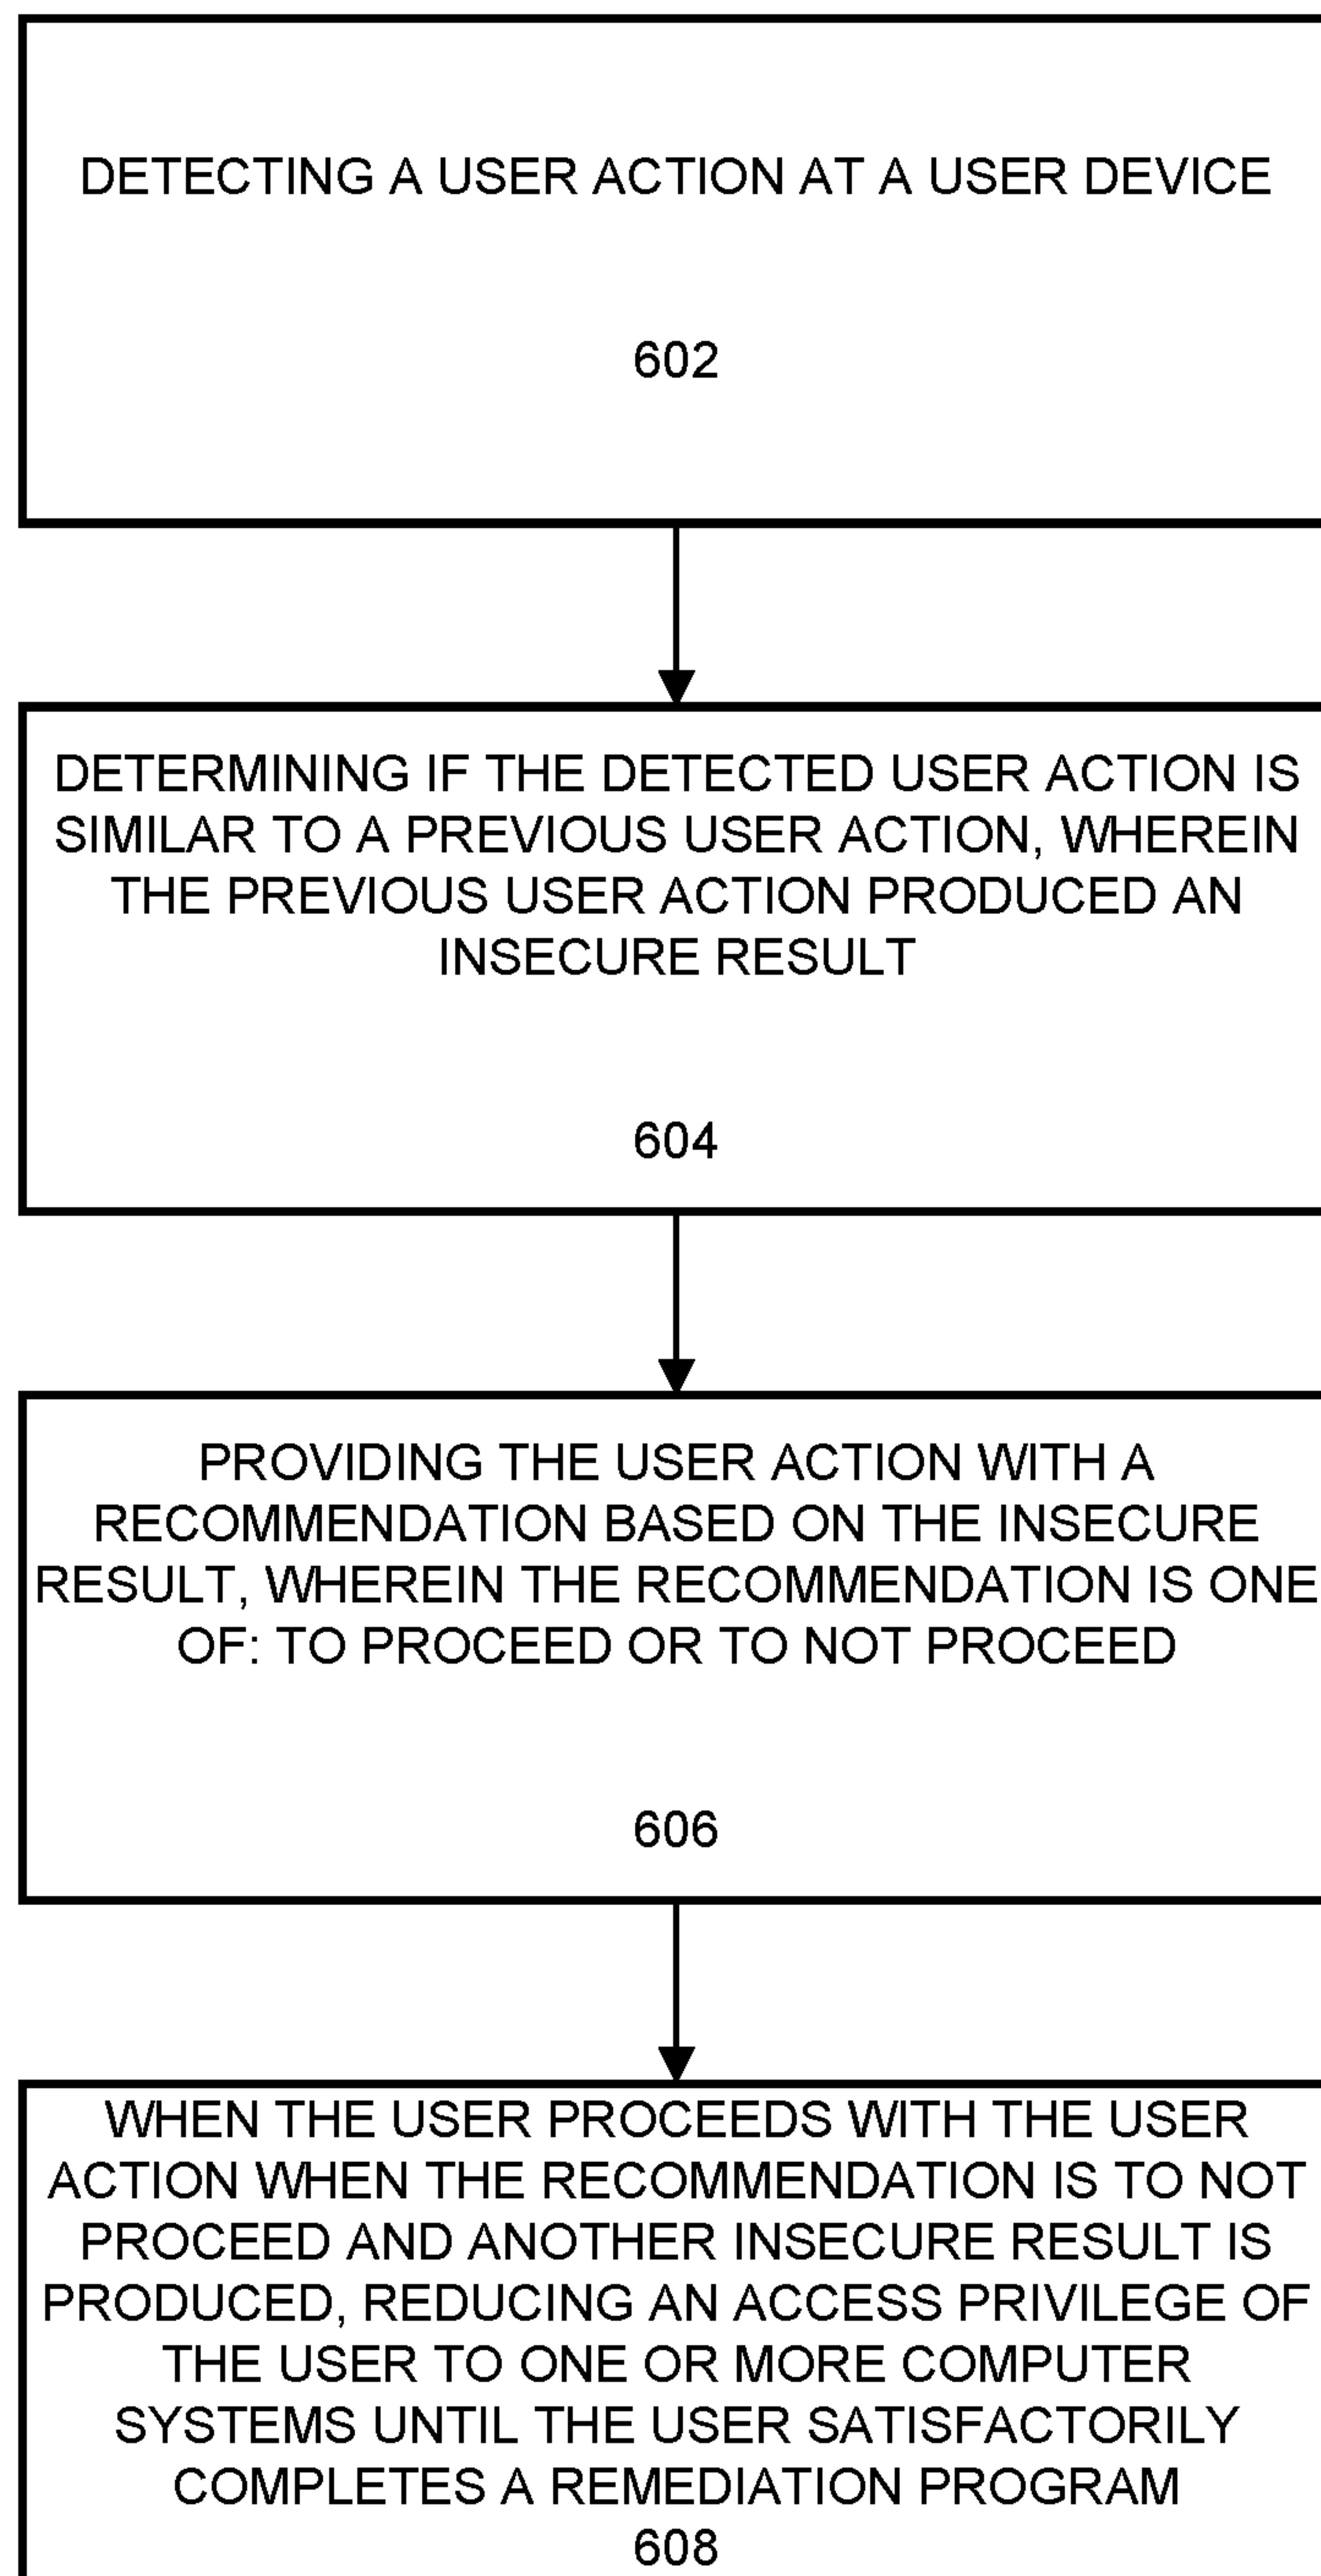 DETECTING A USER ACTION AT A USER DEVICE
602
DETERMINING IF THE DETECTED USER ACTION IS
SIMILAR TO A PREVIOUS USER ACTION, WHEREIN
THE PREVIOUS USER ACTION PRODUCED AN
INSECURE RESULT
604
PROVIDING THE USER ACTION WITH A
RECOMMENDATION BASED ON THE INSECURE
RESULT, WHEREIN THE RECOMMENDATION IS ONE
OF: TO PROCEED OR TO NOT PROCEED
606
WHEN THE USER PROCEEDS WITH THE USER
ACTION WHEN THE RECOMMENDATION IS TO NOT
PROCEED AND ANOTHER INSECURE RESULT IS
PRODUCED, REDUCING AN ACCESS PRIVILEGE OF
THE USER TO ONE OR MORE COMPUTER
SYSTEMS UNTIL THE USER SATISFACTORILY
COMPLETES A REMEDIATION PROGRAM
608